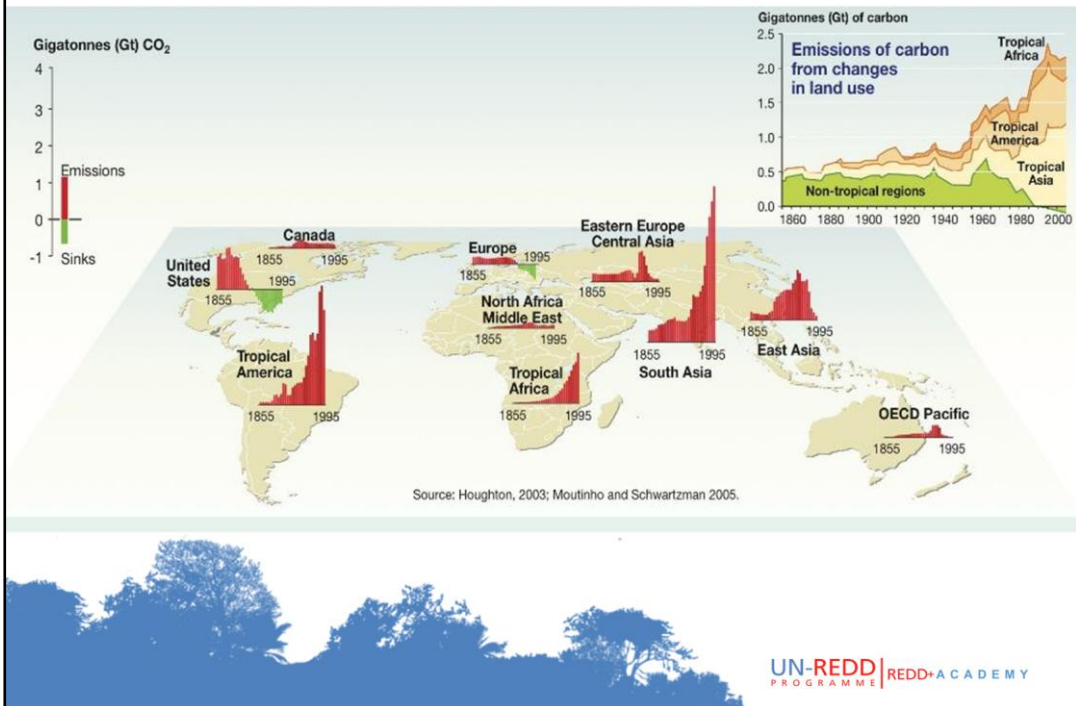 Gigatonnes (Gt) of carbon
2.5
2.0
1.5
1.0
0.5
0.0
Emissions of carbon
from changes
in land use
Tropical
Africa
Tropical
America
Tropical
Asia
Non-tropical regions
1860 1880 1900 1920 1940 1960 1980 2000
Gigatonnes (Gt) CO₂
4
3
2
1
0
-1
Emissions
Sinks
Canada
1855 1995
United
States
1855 1995
Europe
1855 1995
Eastern Europe
Central Asia
1855 1995
North Africa
Middle East
1855 1995
Tropical
America
1855 1995
Tropical
Africa
1855 1995
1855 1995
South Asia
1855 1995
East Asia
OECD Pacific
1855 1995
Source: Houghton, 2003; Moutinho and Schwartzman 2005.
UN-REDD
PROGRAMME
REDD+ACADEMY